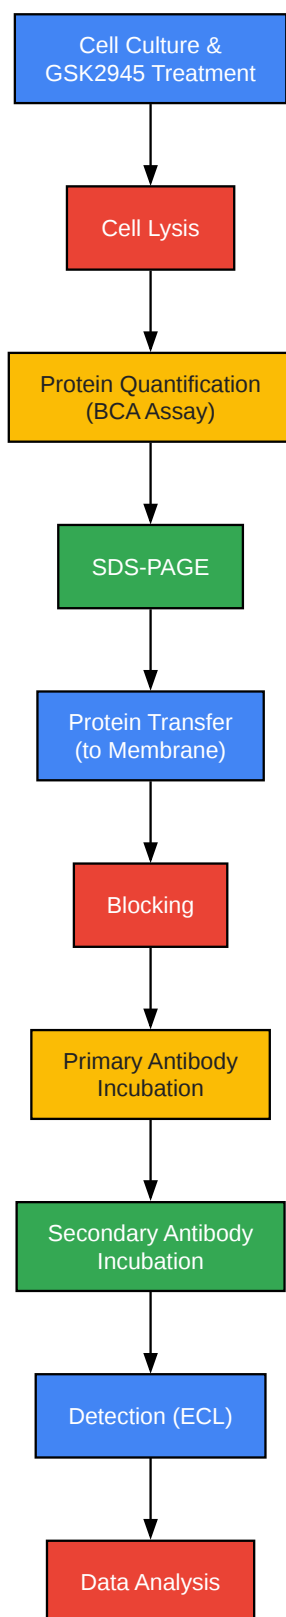 Cell Culture &
GSK2945 Treatment
Cell Lysis
Protein Quantification
(BCA Assay)
SDS-PAGE
Protein Transfer
(to Membrane)
Blocking
Primary Antibody
Incubation
Secondary Antibody
Incubation
Detection (ECL)
Data Analysis